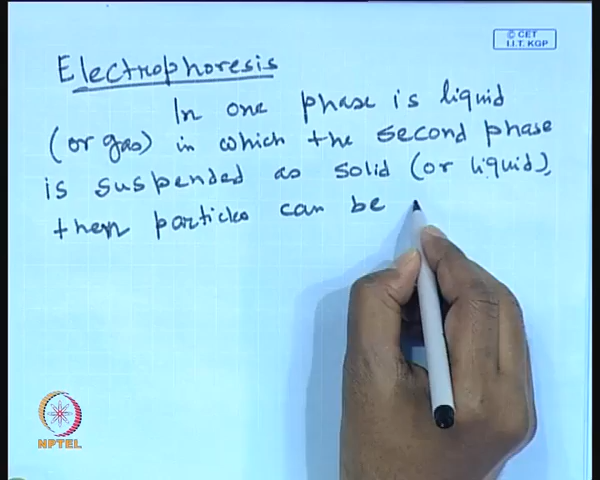 © CET
I.I.T. KGP
Electrophoresis
In one phase is liquid
(or gas) in which the second phase
is suspended as solid (or liquid),
then particles can be
NPTEL